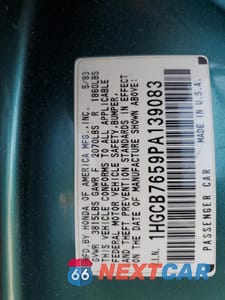 MFD. BY HONDA OF AMERICA MFG., INC. 5/93
GVWR 3815LBS GAWR F 2070LBS R 1860LBS
THIS VEHICLE CONFORMS TO ALL APPLICABLE
FEDERAL MOTOR VEHICLE SAFETY, BUMPER,
AND THEFT PREVENTION STANDARDS IN EFFECT
ON THE DATE OF MANUFACTURE SHOWN ABOVE.
V.I.N.
1HGCB7659PA139083
PASSENGER CAR
MADE IN U.S.A.
66 NEXTCAR